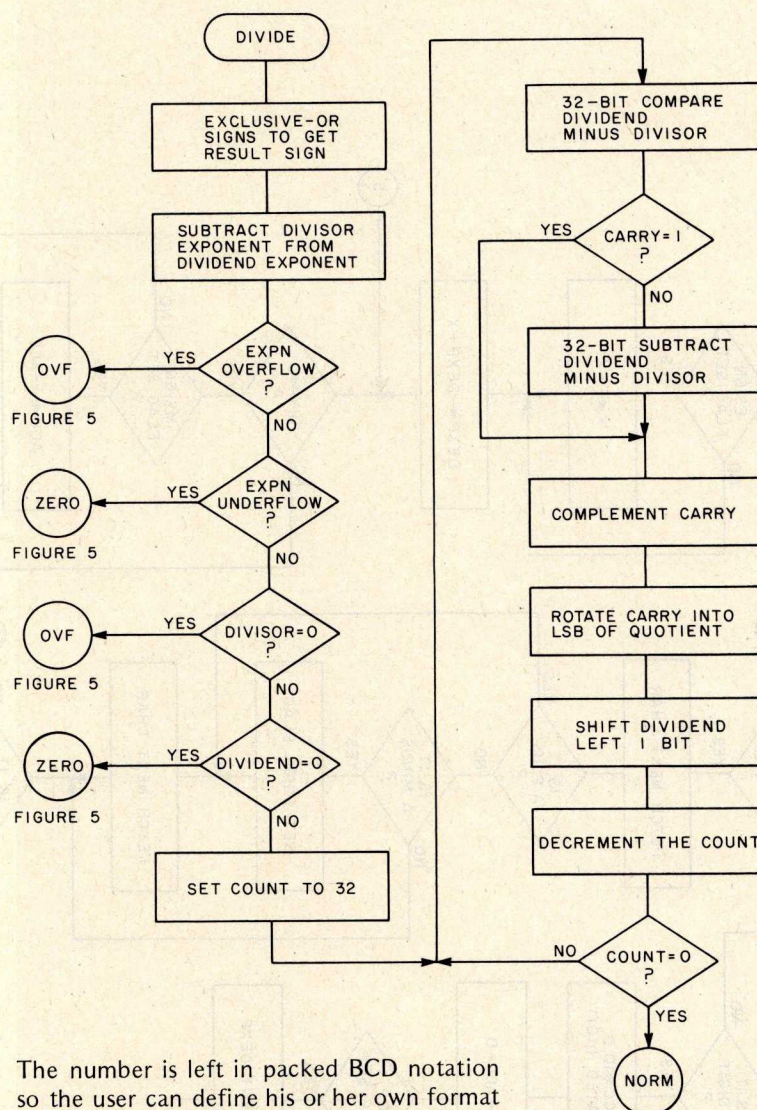 DIVIDE
EXCLUSIVE-OR
SIGNS TO GET
RESULT SIGN
SUBTRACT DIVISOR
EXPONENT FROM
DIVIDEND EXPONENT
EXPN
OVERFLOW
?
YES
OVF
FIGURE 5
NO
EXPN
UNDERFLOW
?
YES
ZERO
FIGURE 5
NO
DIVISOR=0
?
YES
OVF
FIGURE 5
NO
DIVIDEND=0
?
YES
ZERO
FIGURE 5
NO
SET COUNT TO 32
32-BIT COMPARE
DIVIDEND
MINUS DIVISOR
CARRY=1
?
YES
NO
32-BIT SUBTRACT
DIVIDEND
MINUS DIVISOR
COMPLEMENT CARRY
ROTATE CARRY INTO
LSB OF QUOTIENT
SHIFT DIVIDEND
LEFT 1 BIT
DECREMENT THE COUNT
COUNT=0
?
NO
YES
NORM
The number is left in packed BCD notation
so the user can define his or her own format